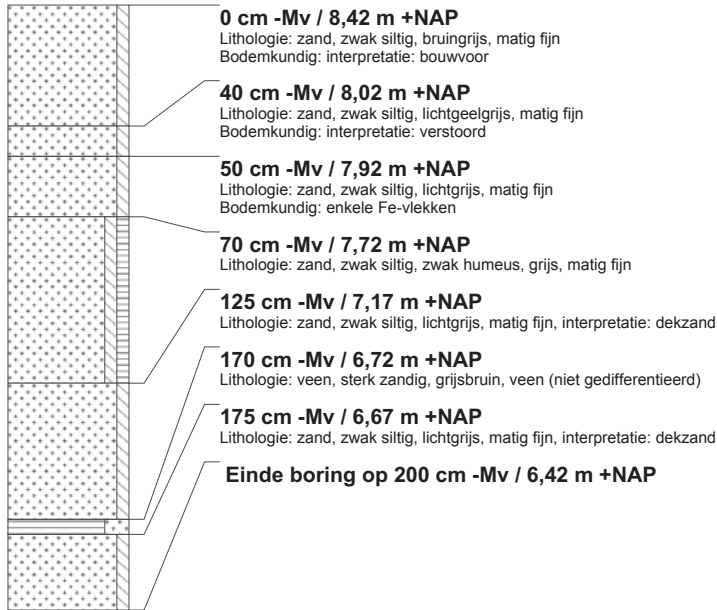 0 cm -Mv / 8,42 m +NAP
Lithologie: zand, zwak siltig, bruingrijs, matig fijn
Bodemkundig: interpretatie: bouwvoor
40 cm -Mv / 8,02 m +NAP
Lithologie: zand, zwak siltig, lichtgeelgrijs, matig fijn
Bodemkundig: interpretatie: verstoord
50 cm -Mv / 7,92 m +NAP
Lithologie: zand, zwak siltig, lichtgrijs, matig fijn
Bodemkundig: enkele Fe-vlekken
70 cm -Mv / 7,72 m +NAP
Lithologie: zand, zwak siltig, zwak humeus, grijs, matig fijn
125 cm -Mv / 7,17 m +NAP
Lithologie: zand, zwak siltig, lichtgrijs, matig fijn, interpretatie: dekzand
170 cm -Mv / 6,72 m +NAP
Lithologie: veen, sterk zandig, grijsbruin, veen (niet gedifferentieerd)
175 cm -Mv / 6,67 m +NAP
Lithologie: zand, zwak siltig, lichtgrijs, matig fijn, interpretatie: dekzand
Einde boring op 200 cm -Mv / 6,42 m +NAP